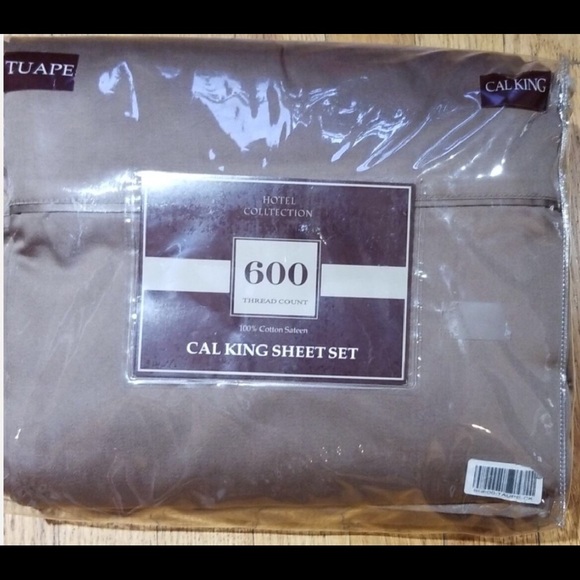 TUAPE
CAL KING
HOTEL
COLLTECTION
600
THREAD COUNT
100% Cotton Sateen
CAL KING SHEET SET